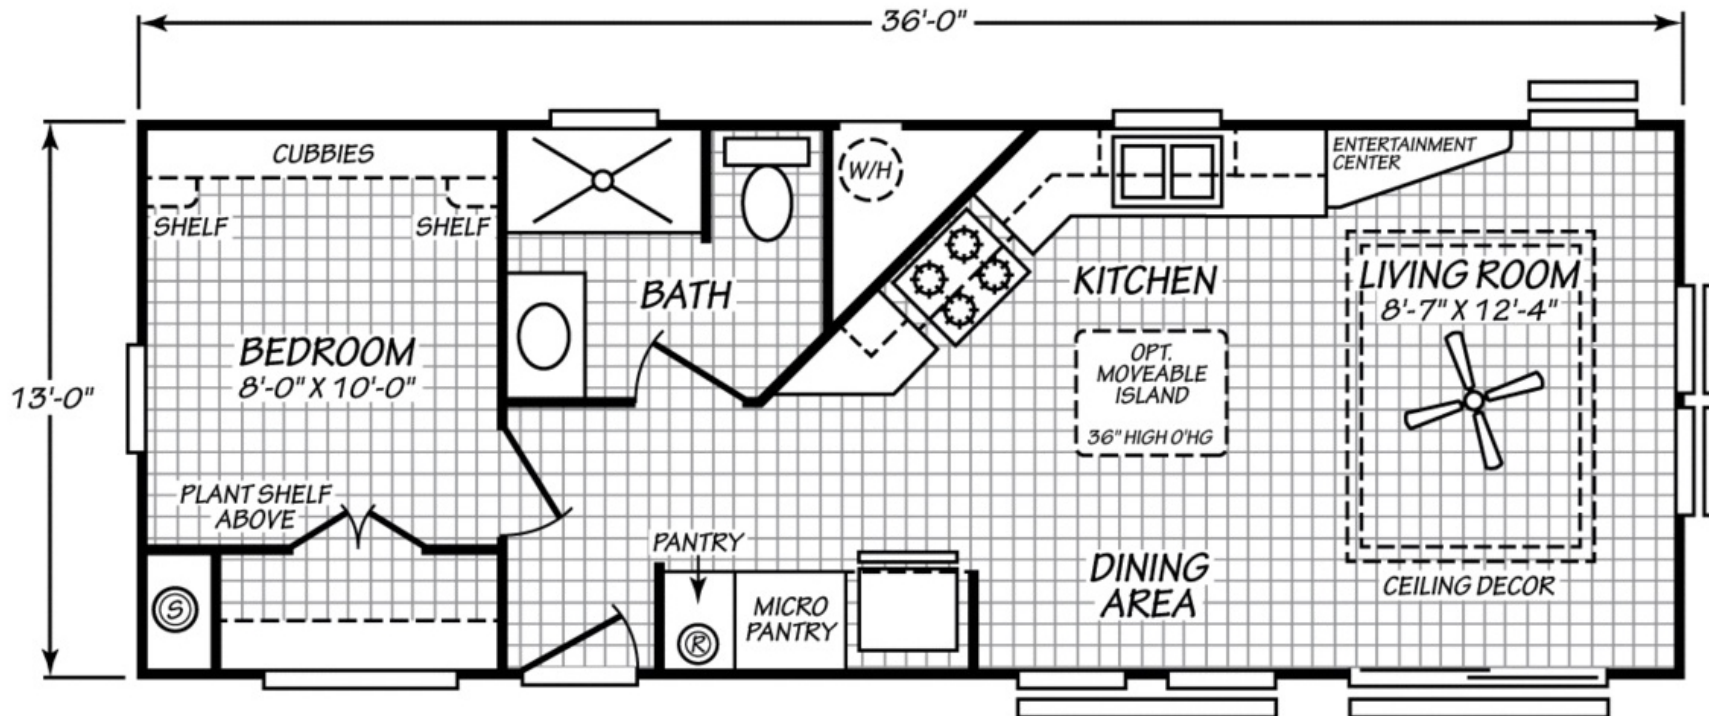 36'-0"
13'-0"
CUBBIES
SHELF
SHELF
BEDROOM
8'-0" X 10'-0"
PLANT SHELF
ABOVE
S
BATH
W/H
PANTRY
R
MICRO
PANTRY
KITCHEN
OPT.
MOVEABLE
ISLAND
36" HIGH O'HG
DINING
AREA
ENTERTAINMENT
CENTER
LIVING ROOM
8'-7" X 12'-4"
CEILING DECOR